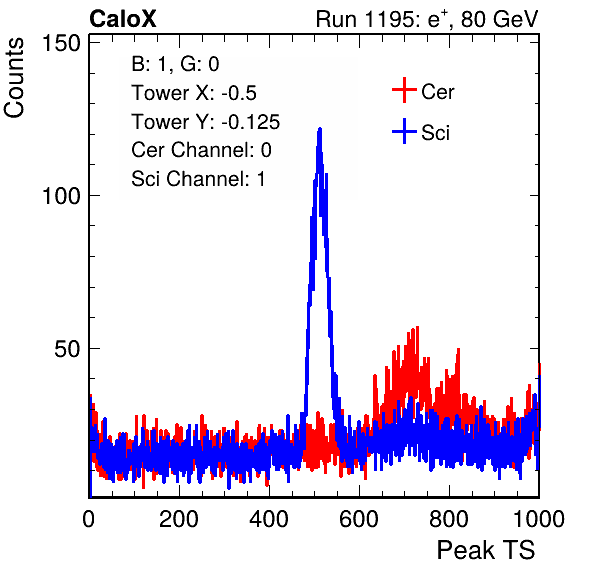 CaloX Run 1195: e⁺, 80 GeV
Counts
150
100
50
B: 1, G: 0
Tower X: -0.5
Tower Y: -0.125
Cer Channel: 0
Sci Channel: 1
Cer
Sci
0 200 400 600 800 1000
Peak TS